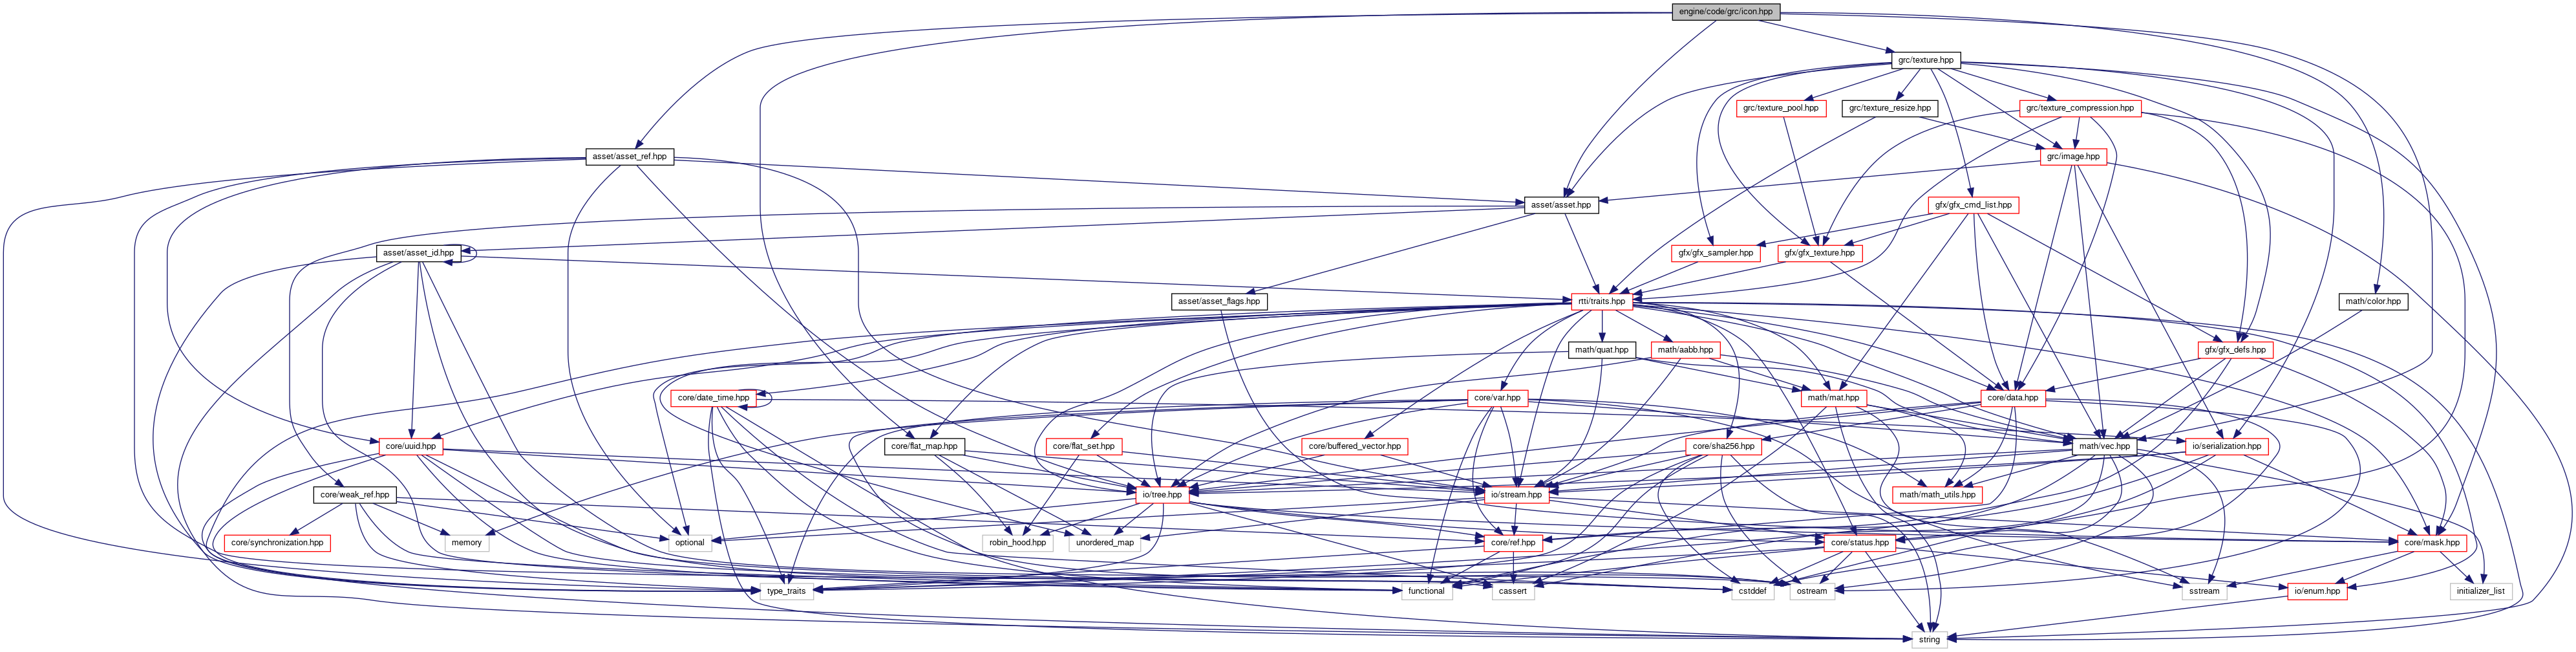 engine/code/grc/icon.hpp
grc/texture.hpp
grc/texture_pool.hpp
grc/texture_resize.hpp
grc/texture_compression.hpp
asset/asset_ref.hpp
grc/image.hpp
asset/asset.hpp
gfx/gfx_cmd_list.hpp
asset/asset_id.hpp
gfx/gfx_sampler.hpp
gfx/gfx_texture.hpp
asset/asset_flags.hpp
rtti/traits.hpp
math/color.hpp
math/quat.hpp
math/aabb.hpp
gfx/gfx_defs.hpp
core/date_time.hpp
core/var.hpp
math/mat.hpp
core/data.hpp
core/uuid.hpp
core/flat_map.hpp
core/flat_set.hpp
core/buffered_vector.hpp
core/sha256.hpp
math/vec.hpp
io/serialization.hpp
core/weak_ref.hpp
io/tree.hpp
io/stream.hpp
math/math_utils.hpp
core/synchronization.hpp
memory
optional
robin_hood.hpp
unordered_map
core/ref.hpp
core/status.hpp
core/mask.hpp
type_traits
functional
cassert
cstddef
ostream
sstream
io/enum.hpp
initializer_list
string